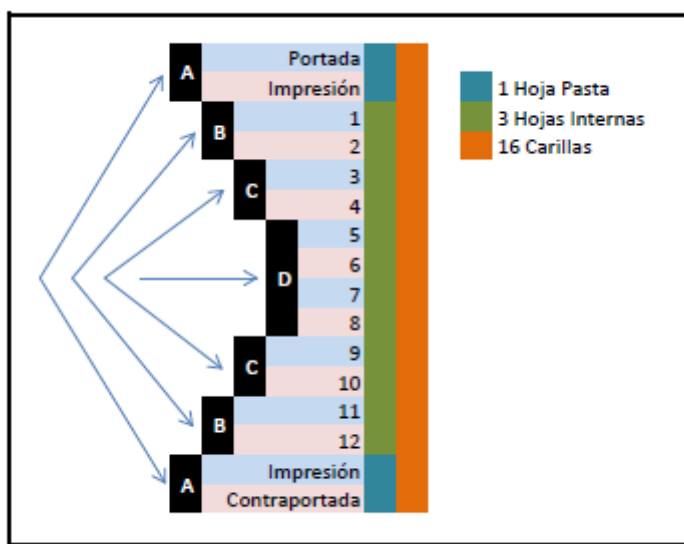 A
Portada
Impresión
B
1
2
C
3
4
D
5
6
7
8
C
9
10
B
11
12
A
Impresión
Contraportada
1 Hoja Pasta
3 Hojas Internas
16 Carillas